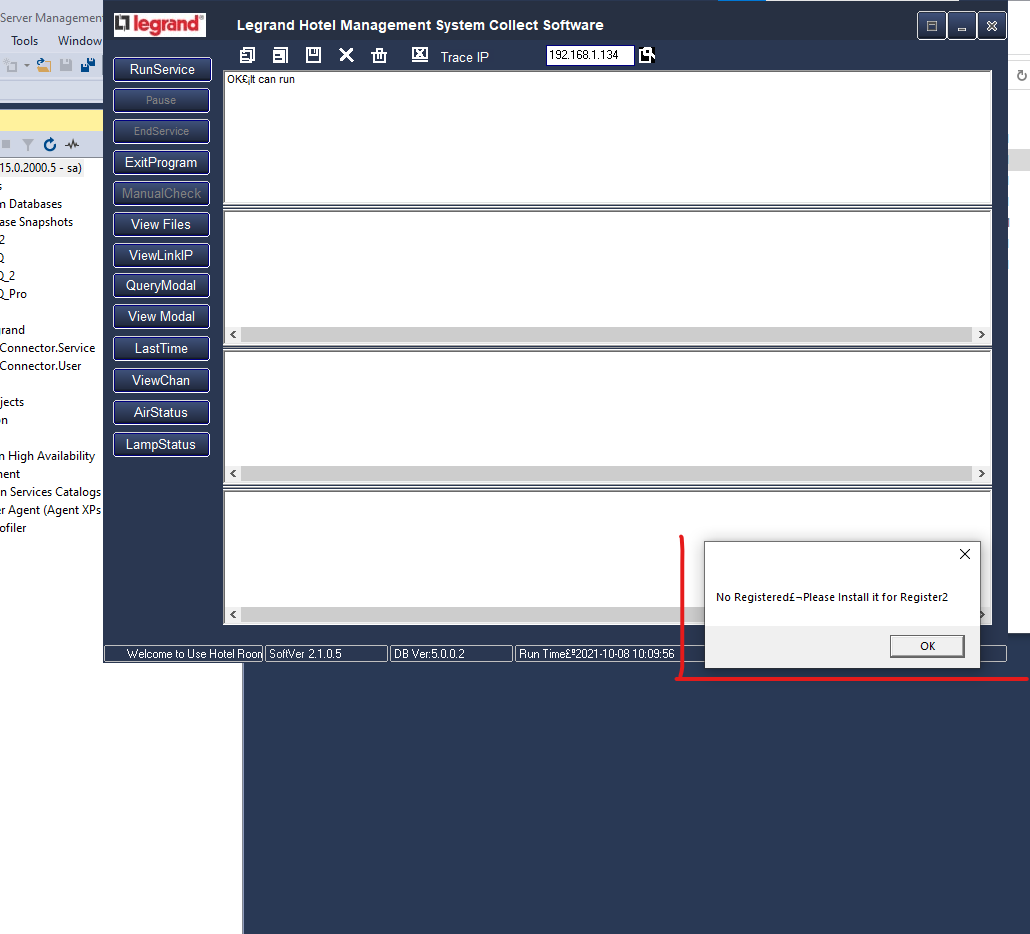 Server Management
Tools Window
15.0.2000.5 - sa)
s
m Databases
ase Snapshots
2
Q
Q_2
Q_Pro
rand
Connector.Service
Connector.User
jects
on
n High Availability
ment
n Services Catalogs
er Agent (Agent XPs
ofiler
legrand®
Legrand Hotel Management System Collect Software
Trace IP
192.168.1.134
RunService
Pause
EndService
ExitProgram
ManualCheck
View Files
ViewLinkIP
QueryModal
View Modal
LastTime
ViewChan
AirStatus
LampStatus
OK£¡It can run
No Registered£¬Please Install it for Register2
OK
Welcome to Use Hotel Room
SoftVer 2.1.0.5
DB Ver:5.0.0.2
Run Time£º2021-10-08 10:09:56